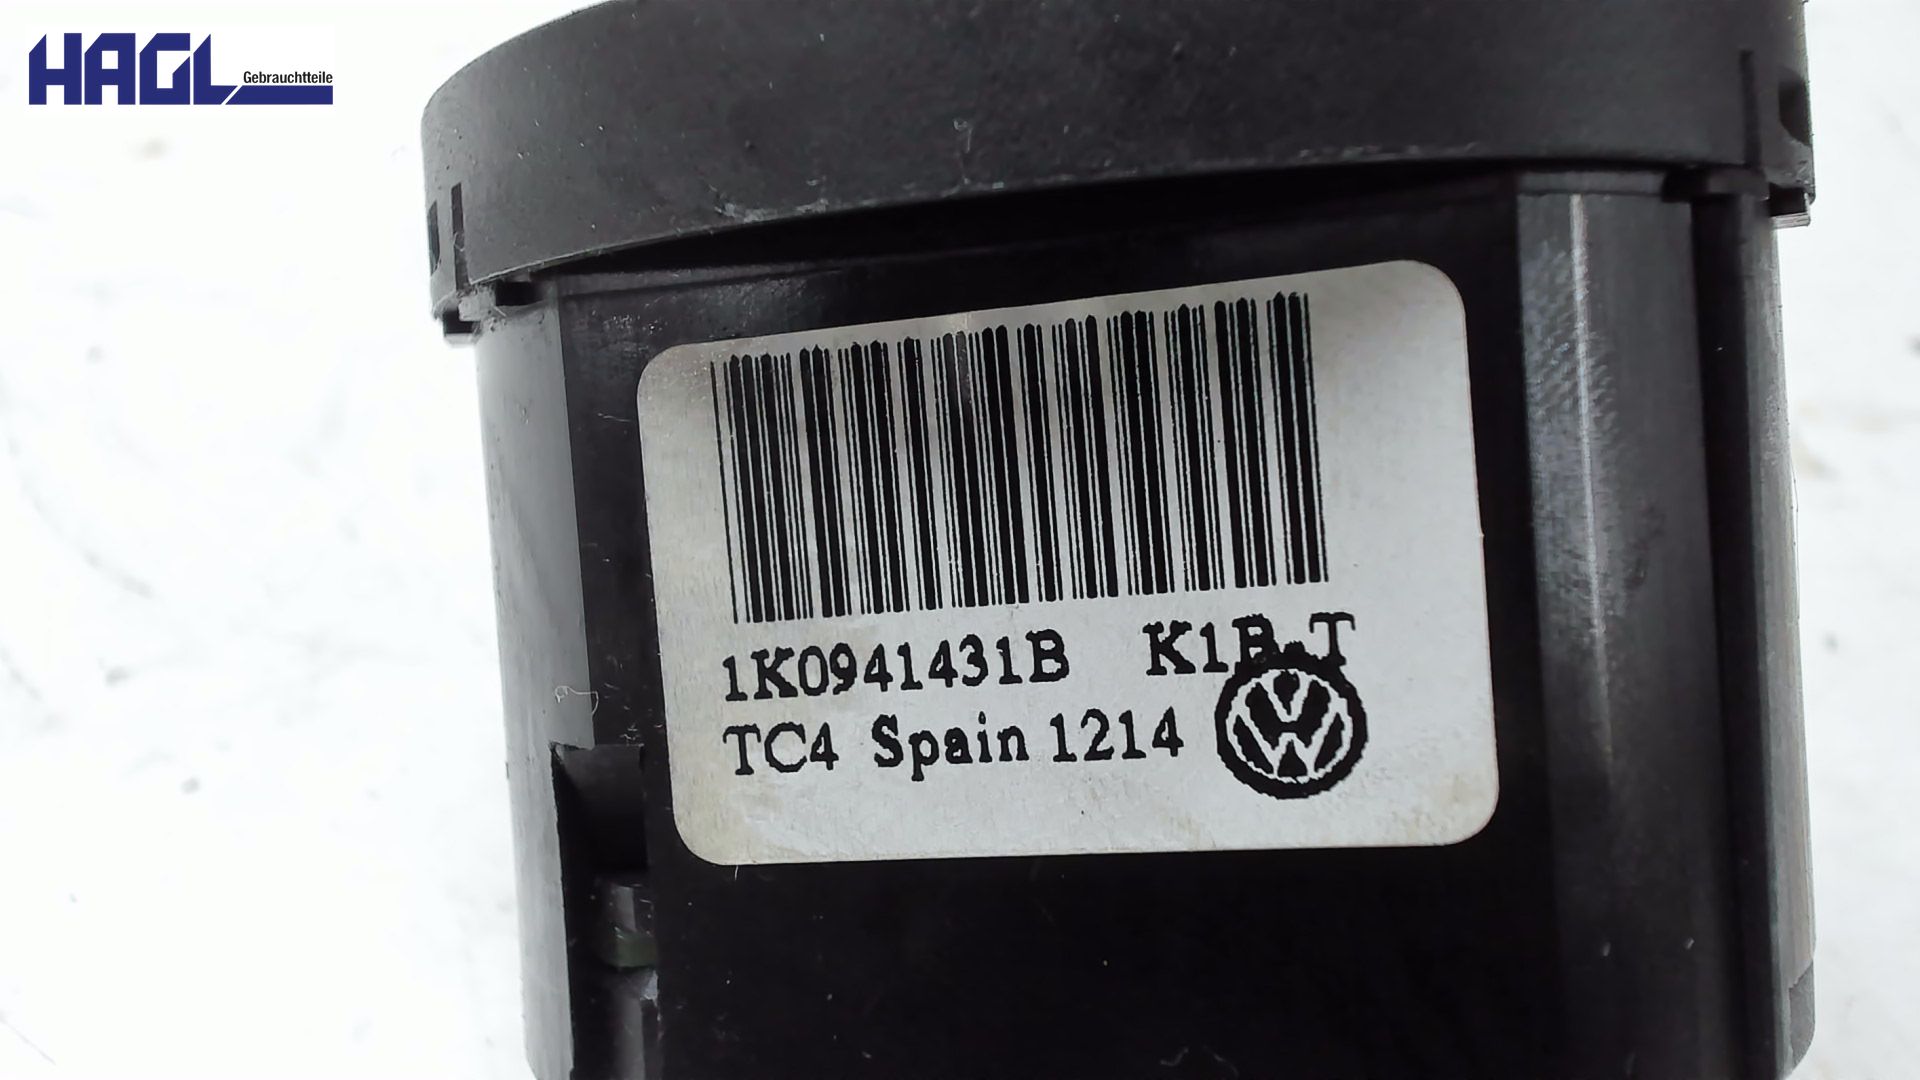 HAGL Gebrauchtteile
1K0941431B K1B T
TC4 Spain 1214